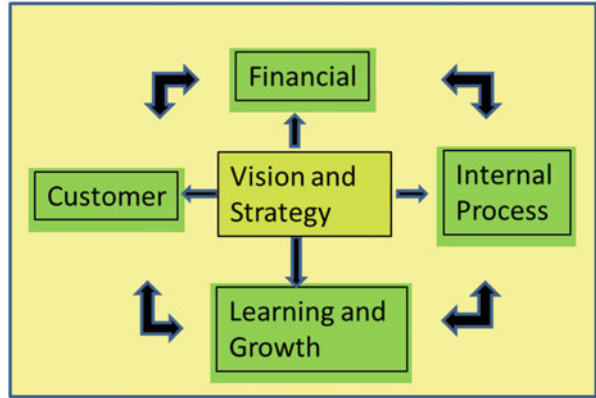 Financial
Customer
Vision and
Strategy
Internal
Process
Learning and
Growth